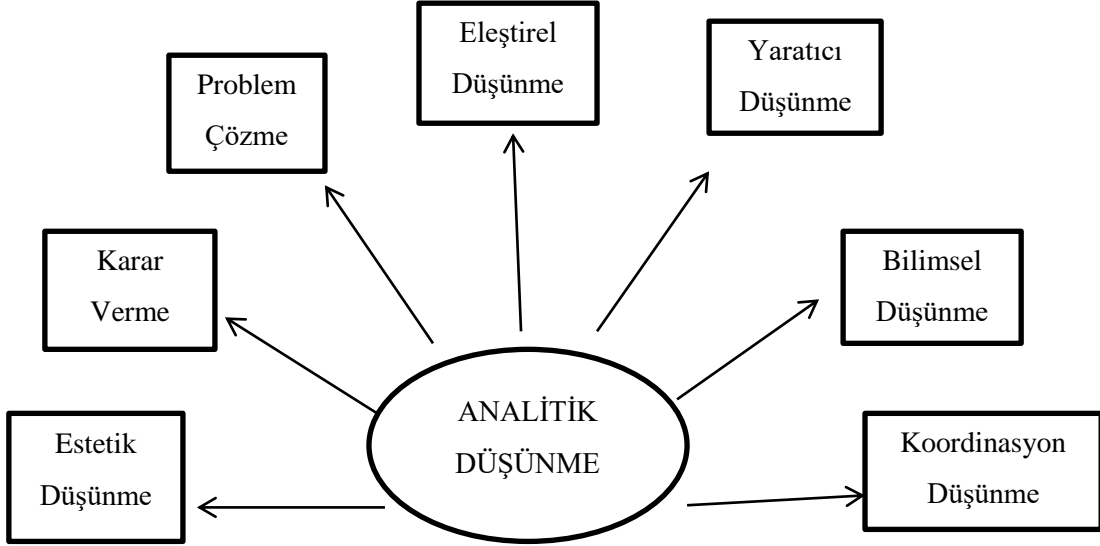 Eleştirel
Düşünme
Yaratıcı
Düşünme
Problem
Çözme
Karar
Verme
Bilimsel
Düşünme
ANALİTİK
DÜŞÜNME
Estetik
Düşünme
Koordinasyon
Düşünme